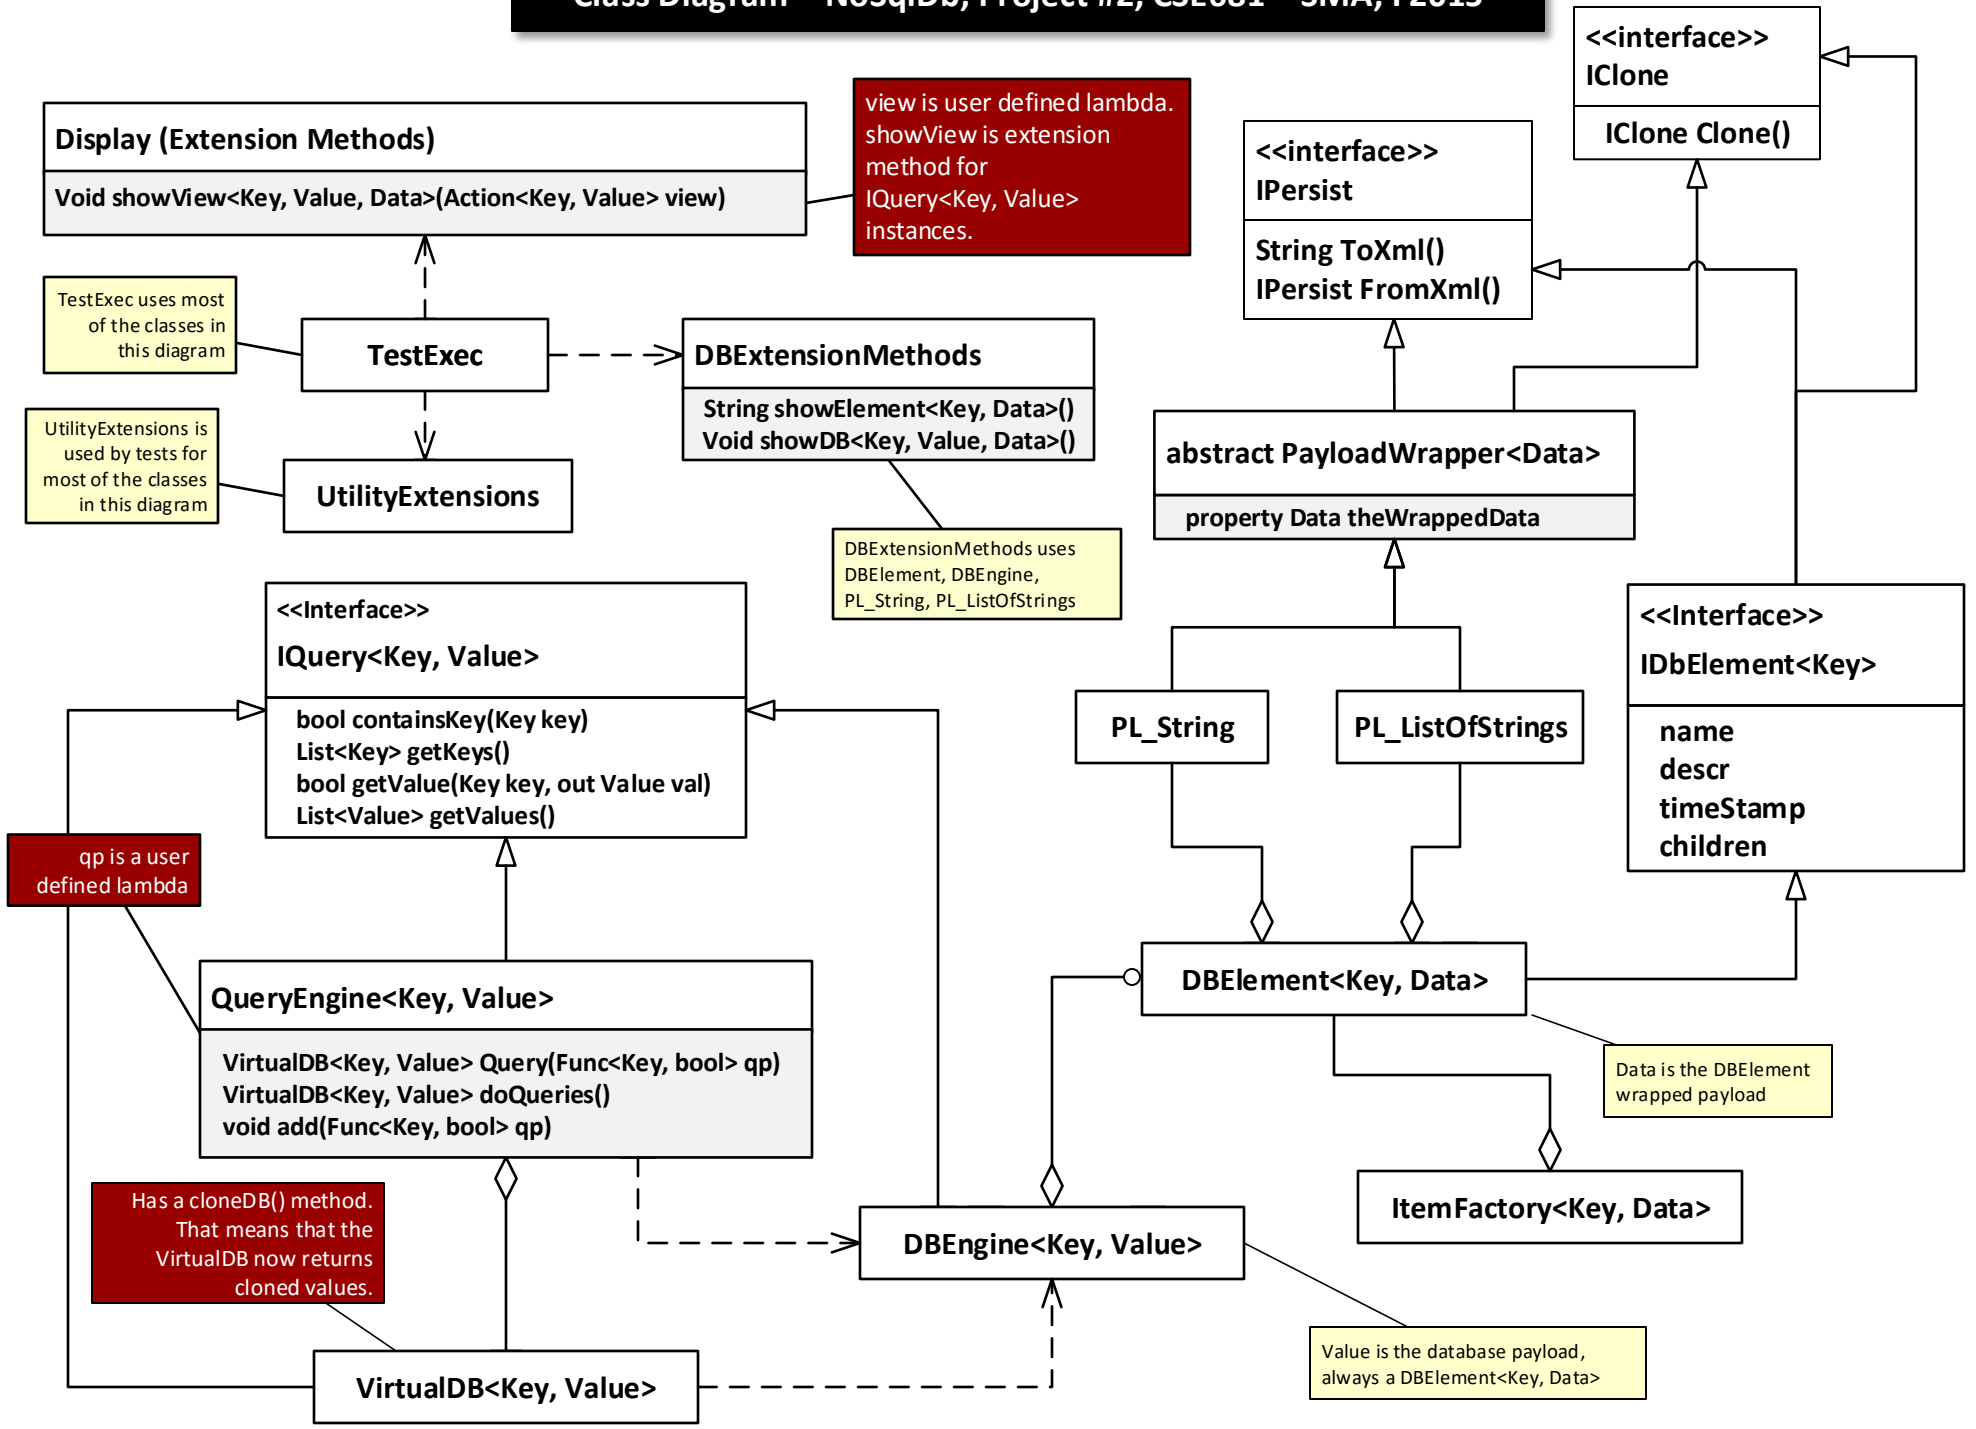 <<interface>>
IClone
IClone Clone()
Display (Extension Methods)
Void showView<Key, Value, Data>(Action<Key, Value> view)
view is user defined lambda.
showView is extension
method for
IQuery<Key, Value>
instances.
<<interface>>
IPersist
String ToXml()
IPersist FromXml()
TestExec uses most
of the classes in
this diagram
TestExec
DBExtensionMethods
String showElement<Key, Data>()
Void showDB<Key, Value, Data>()
UtilityExtensions is
used by tests for
most of the classes
in this diagram
UtilityExtensions
abstract PayloadWrapper<Data>
property Data theWrappedData
DBExtensionMethods uses
DBElement, DBEngine,
PL_String, PL_ListOfStrings
<<Interface>>
IQuery<Key, Value>
bool containsKey(Key key)
List<Key> getKeys()
bool getValue(Key key, out Value val)
List<Value> getValues()
<<Interface>>
IDbElement<Key>
name
descr
timeStamp
children
PL_String
PL_ListOfStrings
qp is a user
defined lambda
QueryEngine<Key, Value>
VirtualDB<Key, Value> Query(Func<Key, bool> qp)
VirtualDB<Key, Value> doQueries()
void add(Func<Key, bool> qp)
DBElement<Key, Data>
Data is the DBElement
wrapped payload
ItemFactory<Key, Data>
Has a cloneDB() method.
That means that the
VirtualDB now returns
cloned values.
DBEngine<Key, Value>
Value is the database payload,
always a DBElement<Key, Data>
VirtualDB<Key, Value>